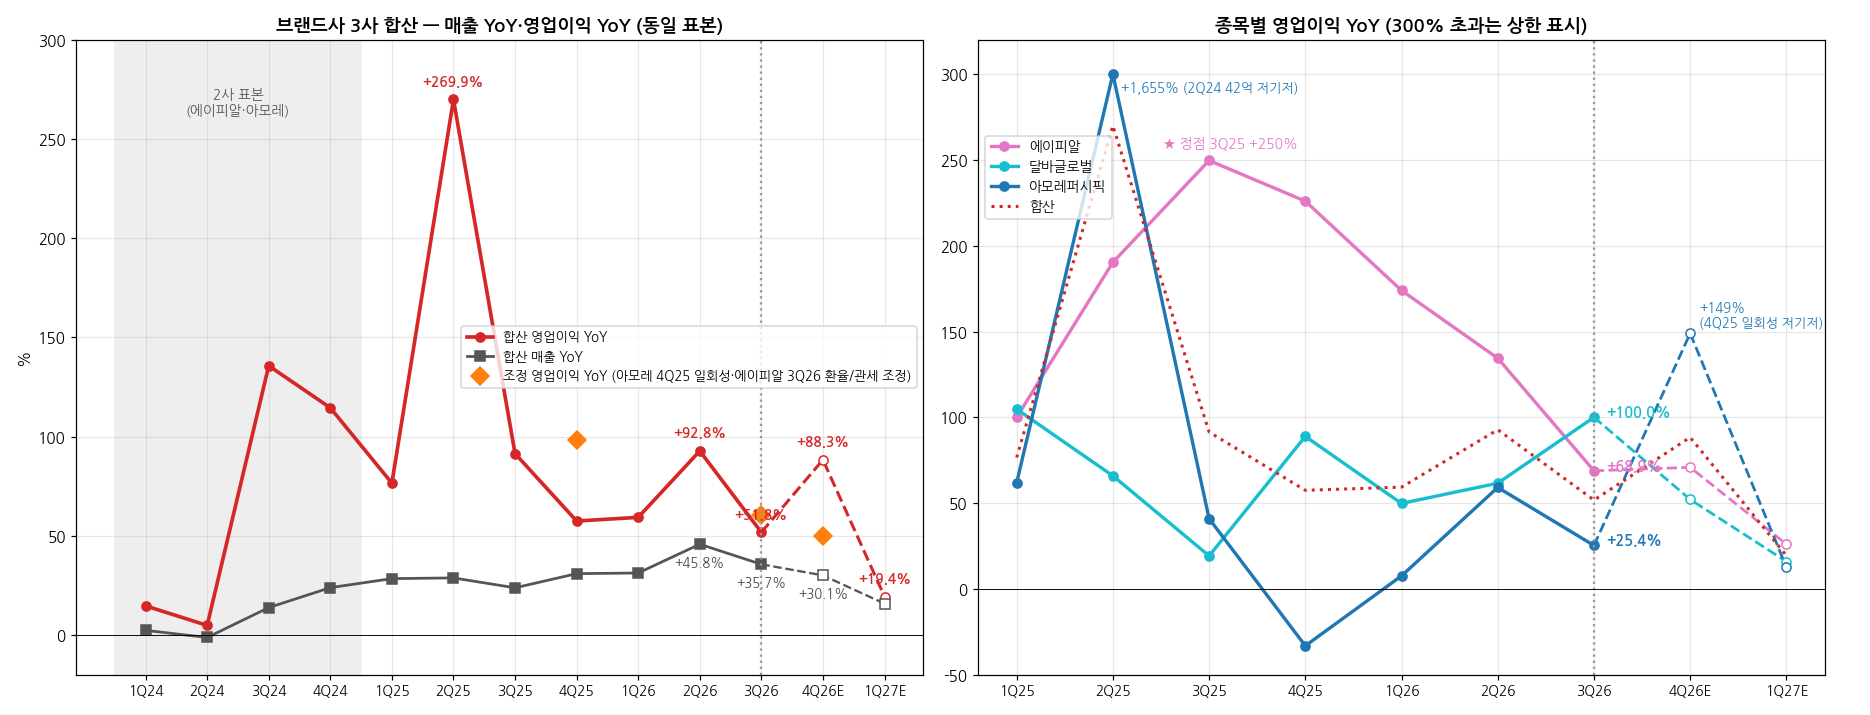 브랜드사 3사 합산 — 매출 YoY·영업이익 YoY (동일 표본)
%
300
250
200
150
100
50
0
2사 표본
(에이피알·아모레)
+269.9%
합산 영업이익 YoY
합산 매출 YoY
조정 영업이익 YoY (아모레 4Q25 일회성·에이피알 3Q26 환율/관세 조정)
+92.8%
+88.3%
+51.8%
+19.4%
+45.8%
+35.7%
+30.1%
1Q24
2Q24
3Q24
4Q24
1Q25
2Q25
3Q25
4Q25
1Q26
2Q26
3Q26
4Q26E
1Q27E
종목별 영업이익 YoY (300% 초과는 상한 표시)
300
250
200
150
100
50
0
-50
+1,655% (2Q24 42억 저기저)
★ 정점 3Q25 +250%
에이피알
달바글로벌
아모레퍼시픽
합산
+149%
(4Q25 일회성 저기저)
+100.0%
+68.9%
+25.4%
1Q25
2Q25
3Q25
4Q25
1Q26
2Q26
3Q26
4Q26E
1Q27E